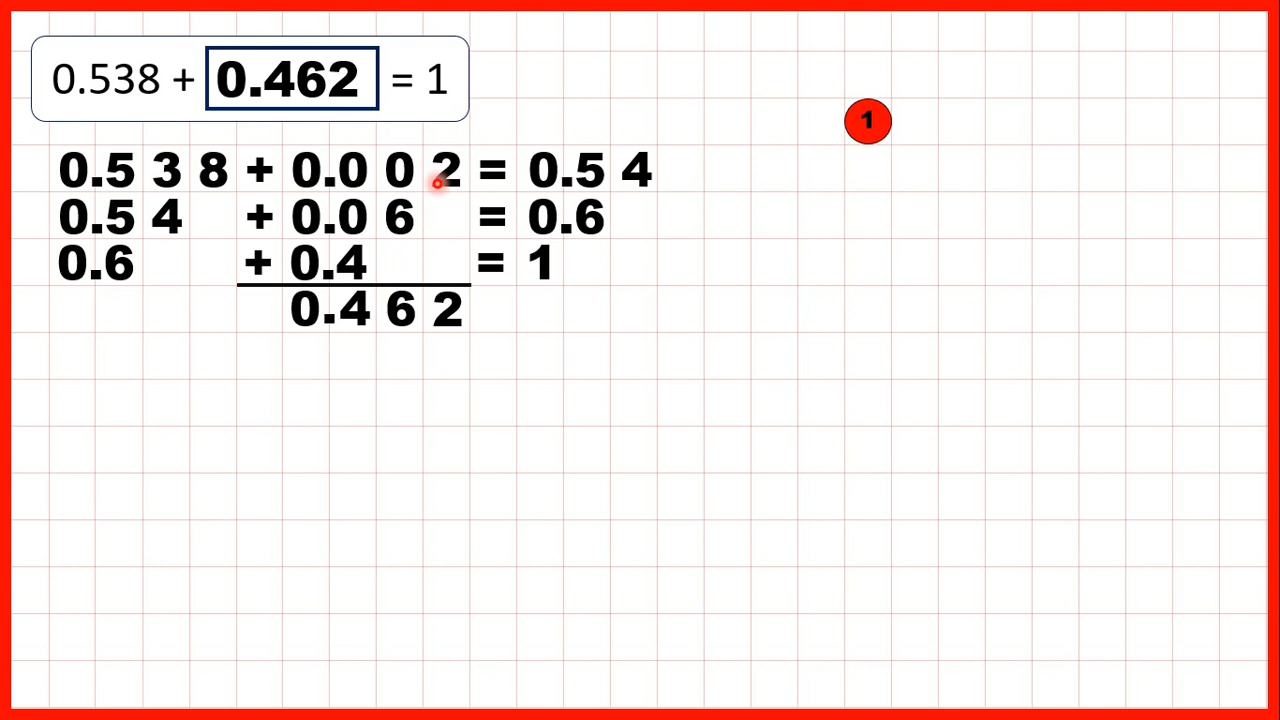 0.538 + 0.462 = 1
1
0.5 3 8 + 0.0 0 2 = 0.5 4
0.5 4 + 0.0 6 = 0.6
0.6 + 0.4 = 1
0.4 6 2